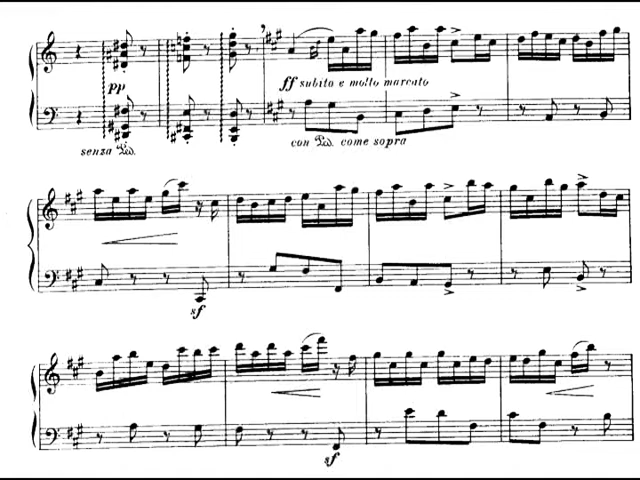 pp
ff subito e molto marcato
senza Ped.
con Ped. come sopra
sf
sf